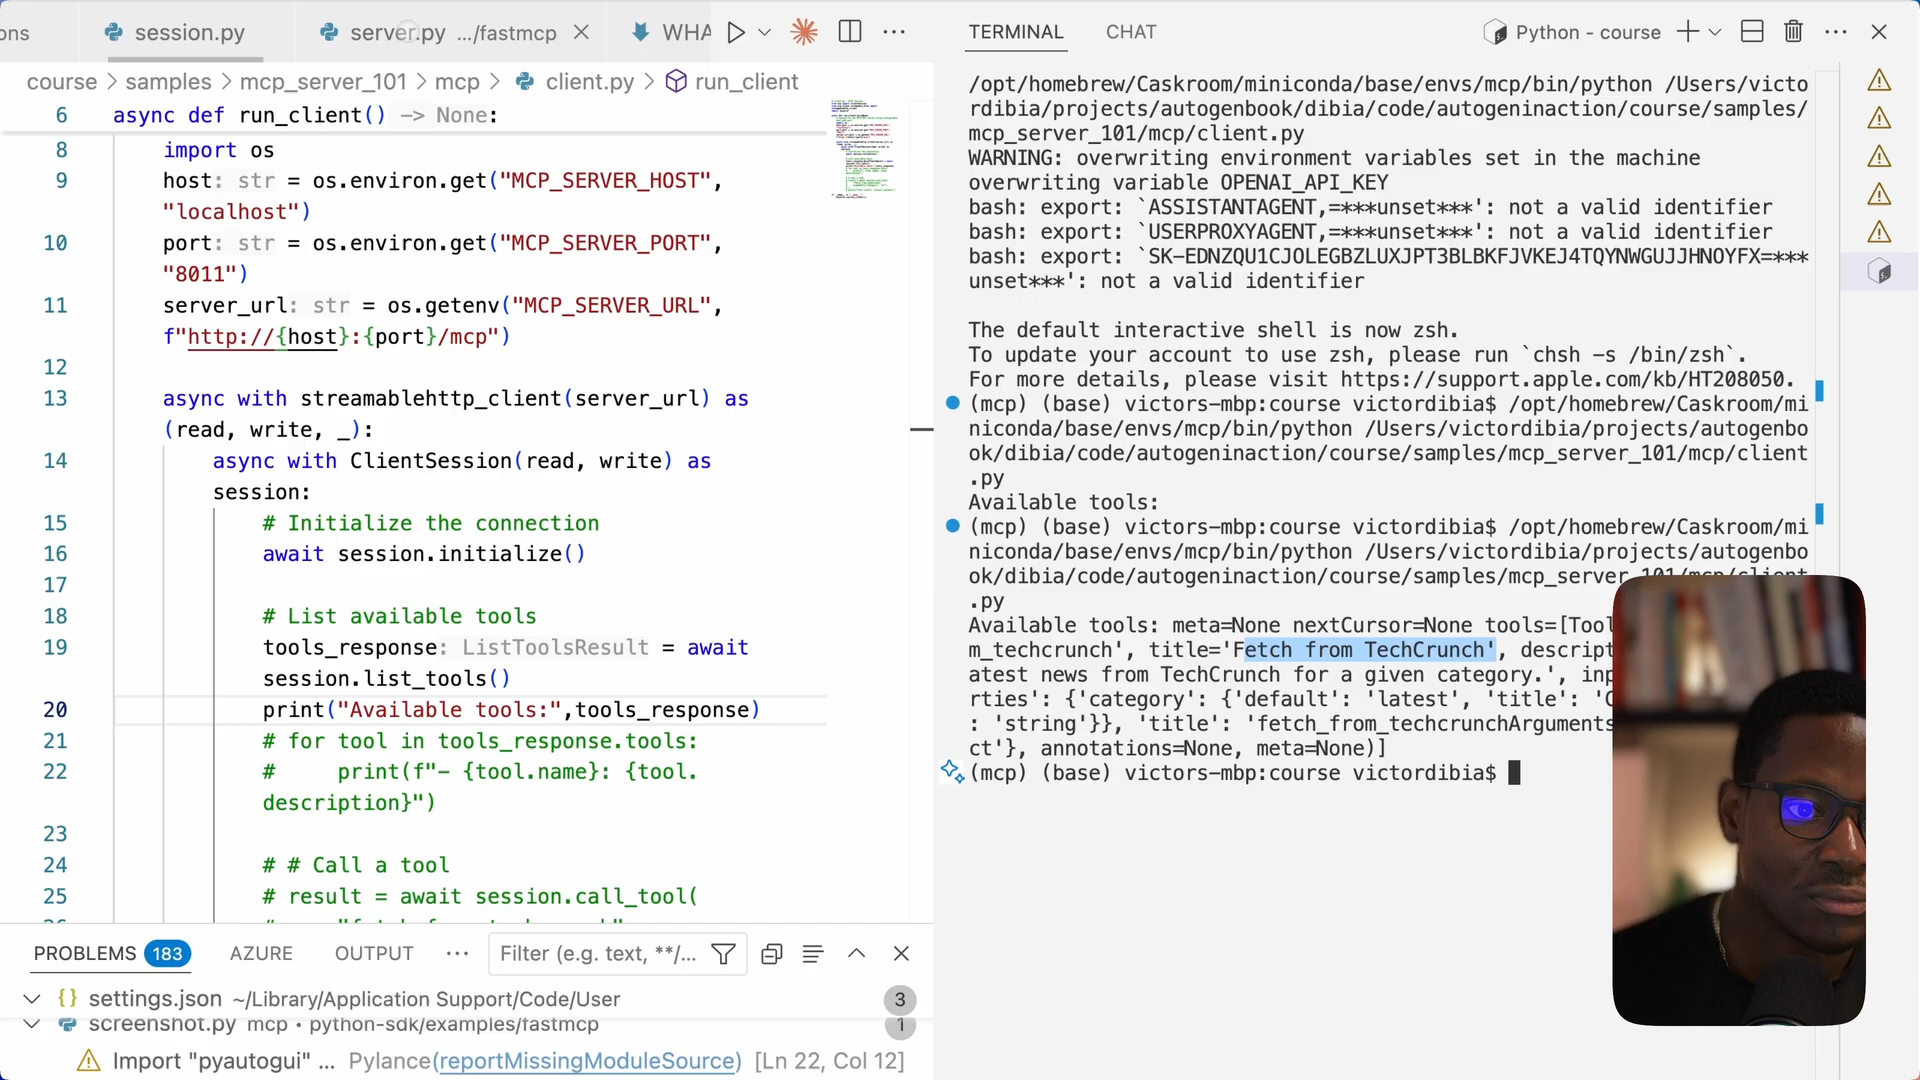 ons
session.py
server.py .../fastmcp
WHA
course > samples > mcp_server_101 > mcp > client.py > run_client
6 async def run_client() -> None:
8 import os
9 host: str = os.environ.get("MCP_SERVER_HOST",
"localhost")
10 port: str = os.environ.get("MCP_SERVER_PORT",
"8011")
11 server_url: str = os.getenv("MCP_SERVER_URL",
f"http://{host}:{port}/mcp")
12
13 async with streamablehttp_client(server_url) as
(read, write, _):
14 async with ClientSession(read, write) as
session:
15 # Initialize the connection
16 await session.initialize()
17
18 # List available tools
19 tools_response: ListToolsResult = await
session.list_tools()
20 print("Available tools:",tools_response)
21 # for tool in tools_response.tools:
22 #     print(f"- {tool.name}: {tool.
description}")
23
24 # # Call a tool
25 # result = await session.call_tool(
PROBLEMS 183 AZURE OUTPUT ··· Filter (e.g. text, **/...
settings.json ~/Library/Application Support/Code/User 3
screenshot.py mcp • python-sdk/examples/fastmcp 1
Import "pyautogui" ... Pylance(reportMissingModuleSource) [Ln 22, Col 12]
TERMINAL CHAT
Python - course
/opt/homebrew/Caskroom/miniconda/base/envs/mcp/bin/python /Users/victo
rdibia/projects/autogenbook/dibia/code/autogeninaction/course/samples/
mcp_server_101/mcp/client.py
WARNING: overwriting environment variables set in the machine
overwriting variable OPENAI_API_KEY
bash: export: `ASSISTANTAGENT,=***unset***': not a valid identifier
bash: export: `USERPROXYAGENT,=***unset***': not a valid identifier
bash: export: `SK-EDNZQU1CJOLEGBZLUXJPT3BLBKFJVKEJ4TQYNWGUJJHNOYFX=***
unset***': not a valid identifier
The default interactive shell is now zsh.
To update your account to use zsh, please run `chsh -s /bin/zsh`.
For more details, please visit https://support.apple.com/kb/HT208050.
(mcp) (base) victors-mbp:course victordibia$ /opt/homebrew/Caskroom/mi
niconda/base/envs/mcp/bin/python /Users/victordibia/projects/autogenbo
ok/dibia/code/autogeninaction/course/samples/mcp_server_101/mcp/client
.py
Available tools:
(mcp) (base) victors-mbp:course victordibia$ /opt/homebrew/Caskroom/mi
niconda/base/envs/mcp/bin/python /Users/victordibia/projects/autogenbo
ok/dibia/code/autogeninaction/course/samples/mcp_server_101/mcp/client
.py
Available tools: meta=None nextCursor=None tools=[Tool
m_techcrunch', title='Fetch from TechCrunch', descript
atest news from TechCrunch for a given category.', inp
rties': {'category': {'default': 'latest', 'title': 'C
: 'string'}}, 'title': 'fetch_from_techcrunchArguments
ct'}, annotations=None, meta=None)]
(mcp) (base) victors-mbp:course victordibia$